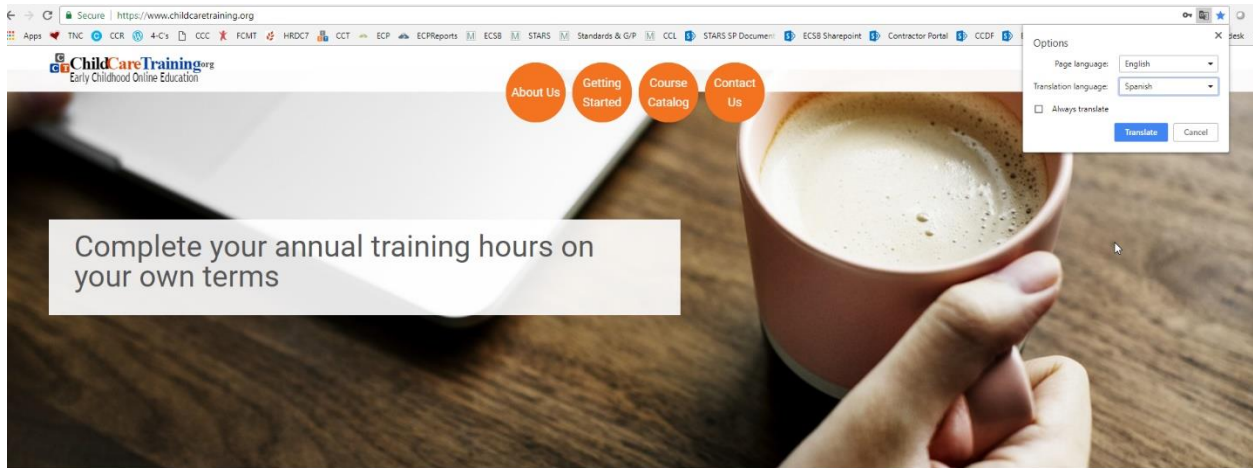 Secure | https://www.childcaretraining.org
Apps TNC CCR 4-C's CCC FCMT HRDC7 CCT ECP ECPReports ECSB STARS Standards & G/P CCL STARS SP Document ECSB Sharepoint Contractor Portal CCDF desk
Options
Page language: English
Translation language: Spanish
Always translate
Translate Cancel
CCT ChildCareTraining.org
Early Childhood Online Education
About Us
Getting
Started
Course
Catalog
Contact
Us
Complete your annual training hours on
your own terms